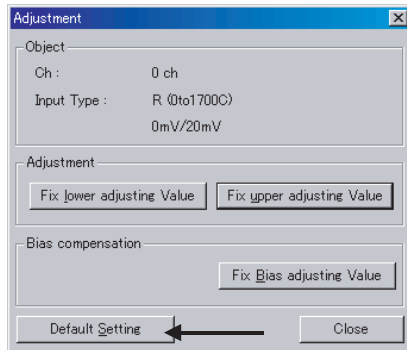 Adjustment
Object
Ch :  0 ch
Input Type :  R (0to1700C)
0mV/20mV
Adjustment
Fix lower adjusting Value  Fix upper adjusting Value
Bias compensation
Fix Bias adjusting Value
Default Setting  Close